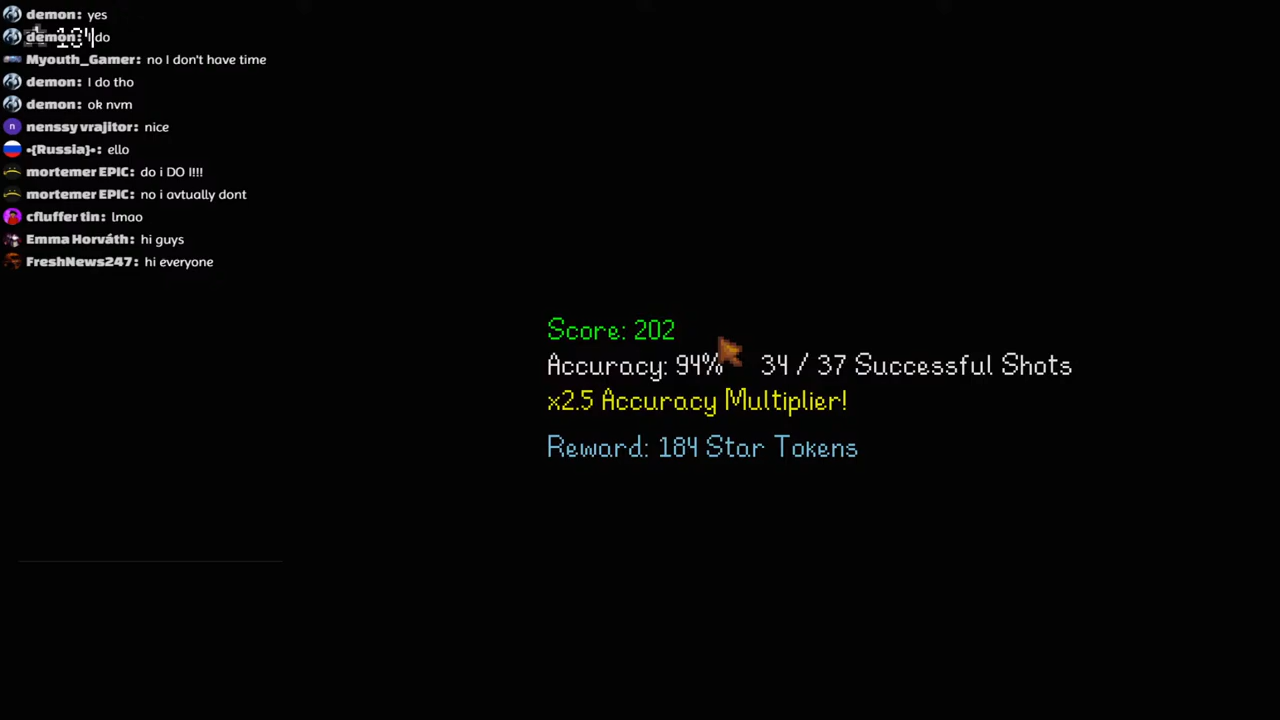 demon: yes
demon: I do
184
Myouth_Gamer: no I don't have time
demon: I do tho
demon: ok nvm
n nenssy vrajitor: nice
•{Russia}•: ello
mortemer EPIC: do i DO I!!!
mortemer EPIC: no i avtually dont
cfluffer tin: lmao
Emma Horváth: hi guys
FreshNews247: hi everyone
Score: 202
Accuracy: 94% 34 / 37 Successful Shots
x2.5 Accuracy Multiplier!
Reward: 184 Star Tokens